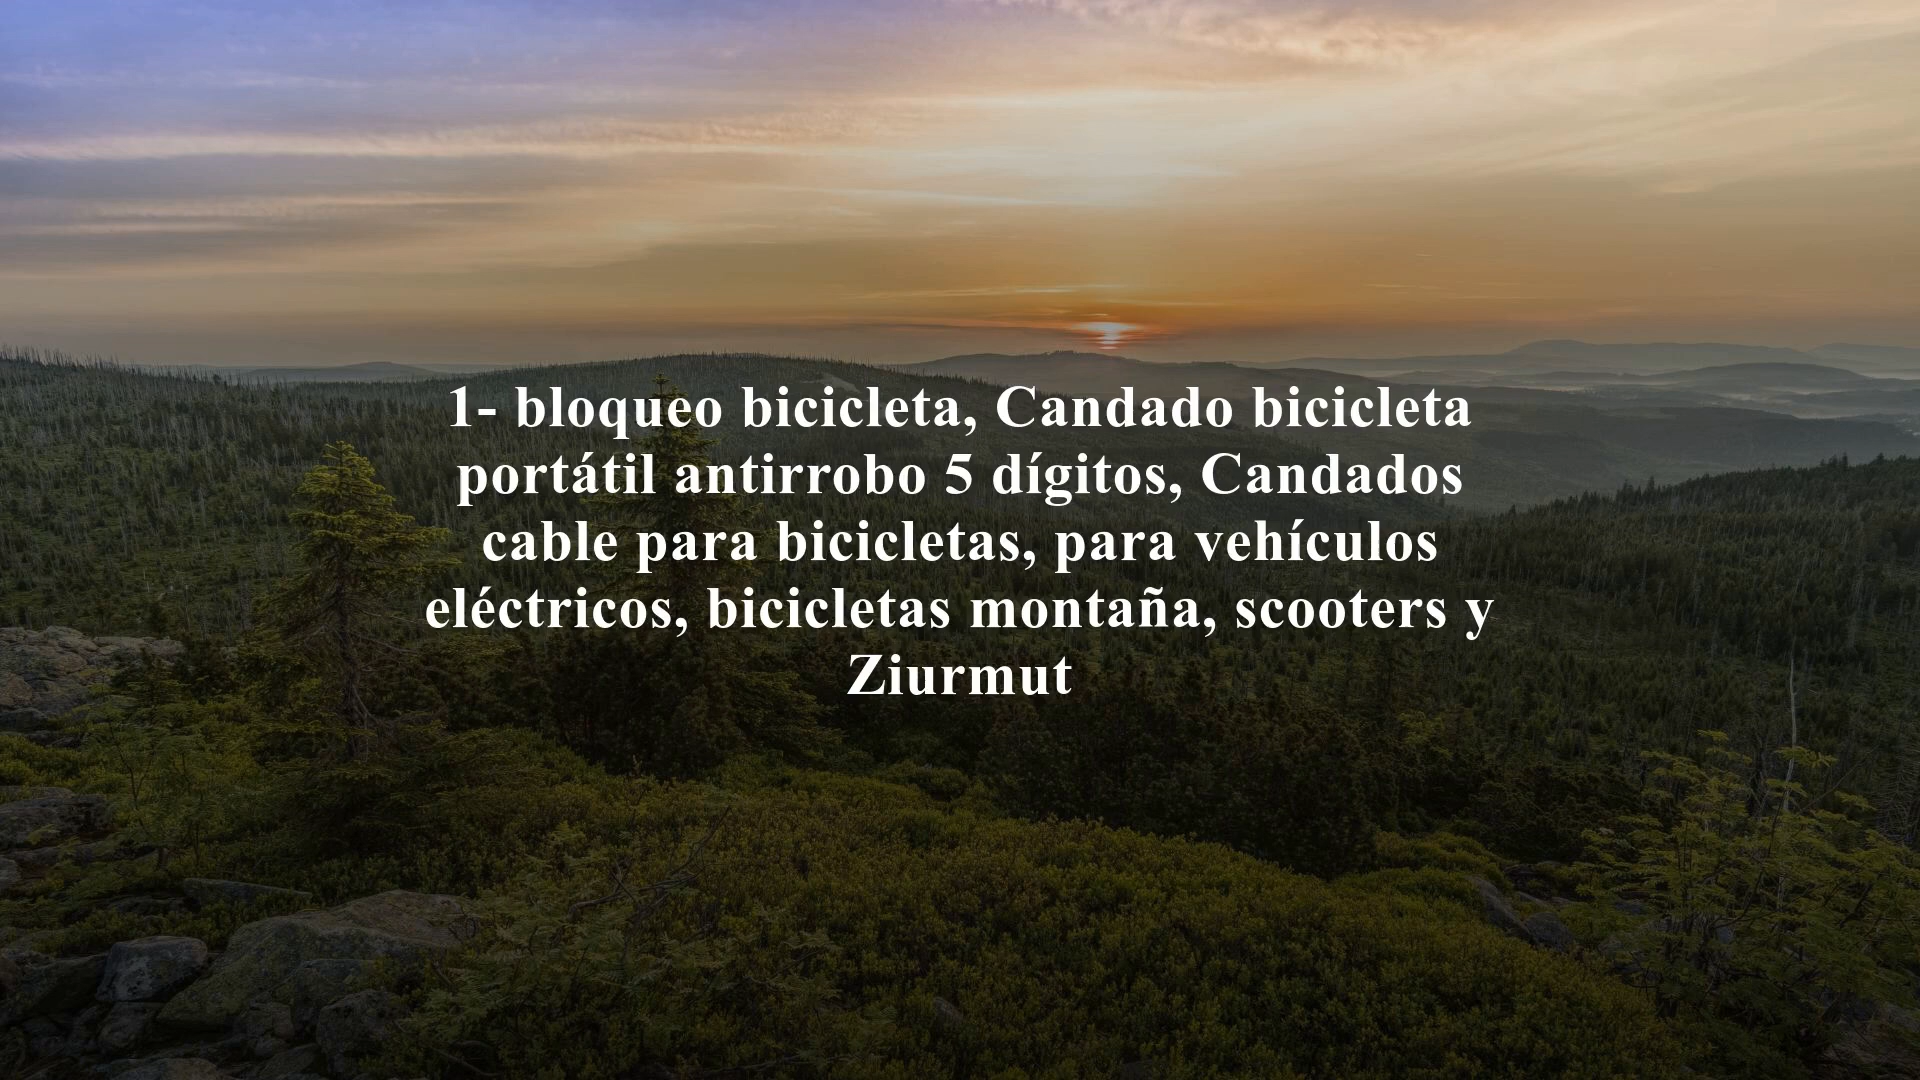 1- bloqueo bicicleta, Candado bicicleta
portátil antirrobo 5 dígitos, Candados
cable para bicicletas, para vehículos
eléctricos, bicicletas montaña, scooters y
Ziurmut